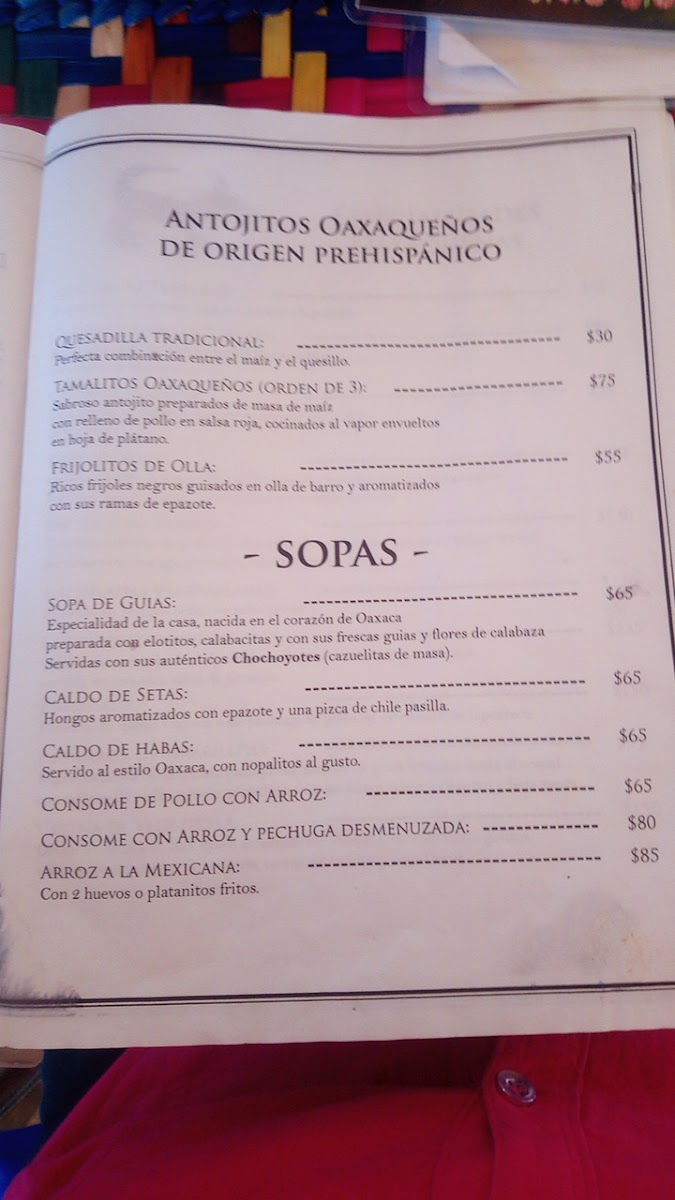 ANTOJITOS OAXAQUEÑOS
DE ORIGEN PREHISPÁNICO
QUESADILLA TRADICIONAL: ---------------------------------- $30
Perfecta combinación entre el maíz y el quesillo.
TAMALITOS OAXAQUEÑOS (ORDEN DE 3): ---------------------- $75
Sabroso antojito preparados de masa de maíz
con relleno de pollo en salsa roja, cocinados al vapor envueltos
en hoja de plátano.
FRIJOLITOS DE OLLA: ---------------------------------- $55
Ricos frijoles negros guisados en olla de barro y aromatizados
con sus ramas de epazote.
- SOPAS -
SOPA DE GUIAS: ---------------------------------- $65
Especialidad de la casa, nacida en el corazón de Oaxaca
preparada con elotitos, calabacitas y con sus frescas guias y flores de calabaza
Servidas con sus auténticos Chochoyotes (cazuelitas de masa).
CALDO DE SETAS: ---------------------------------- $65
Hongos aromatizados con epazote y una pizca de chile pasilla.
CALDO DE HABAS: ---------------------------------- $65
Servido al estilo Oaxaca, con nopalitos al gusto.
CONSOME DE POLLO CON ARROZ: --------------------------- $65
CONSOME CON ARROZ Y PECHUGA DESMENUZADA: -------------- $80
ARROZ A LA MEXICANA: ---------------------------------- $85
Con 2 huevos o platanitos fritos.